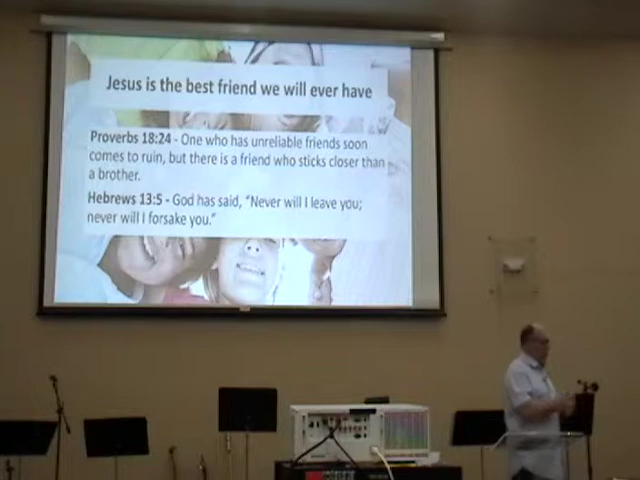 Jesus is the best friend we will ever have
Proverbs 18:24 - One who has unreliable friends soon
comes to ruin, but there is a friend who sticks closer than
a brother.
Hebrews 13:5 - God has said, “Never will I leave you;
never will I forsake you.”